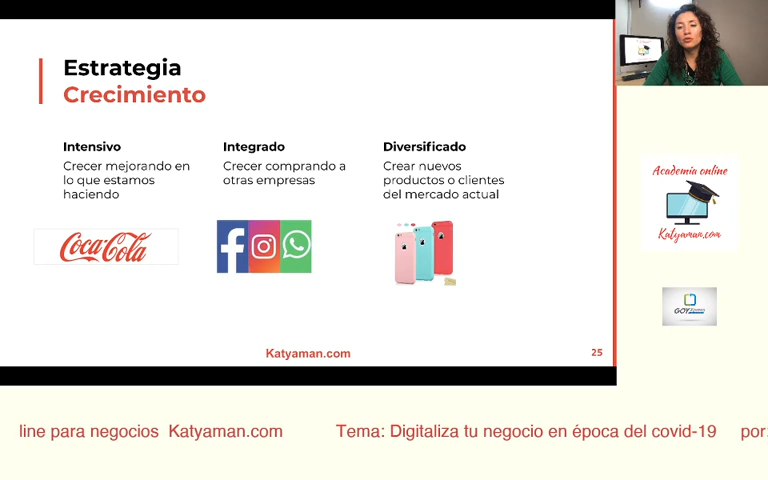 Estrategia
Crecimiento
Intensivo
Crecer mejorando en
lo que estamos
haciendo
Integrado
Crecer comprando a
otras empresas
Diversificado
Crear nuevos
productos o clientes
del mercado actual
Coca-Cola
Katyaman.com
25
Academia online
Katyaman.com
line para negocios Katyaman.com
Tema: Digitaliza tu negocio en época del covid-19
por: